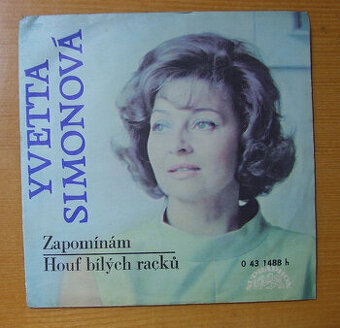 YVETTA
SIMONOVÁ
Zapomínám
Houf bílých racků
0 43 1488 h